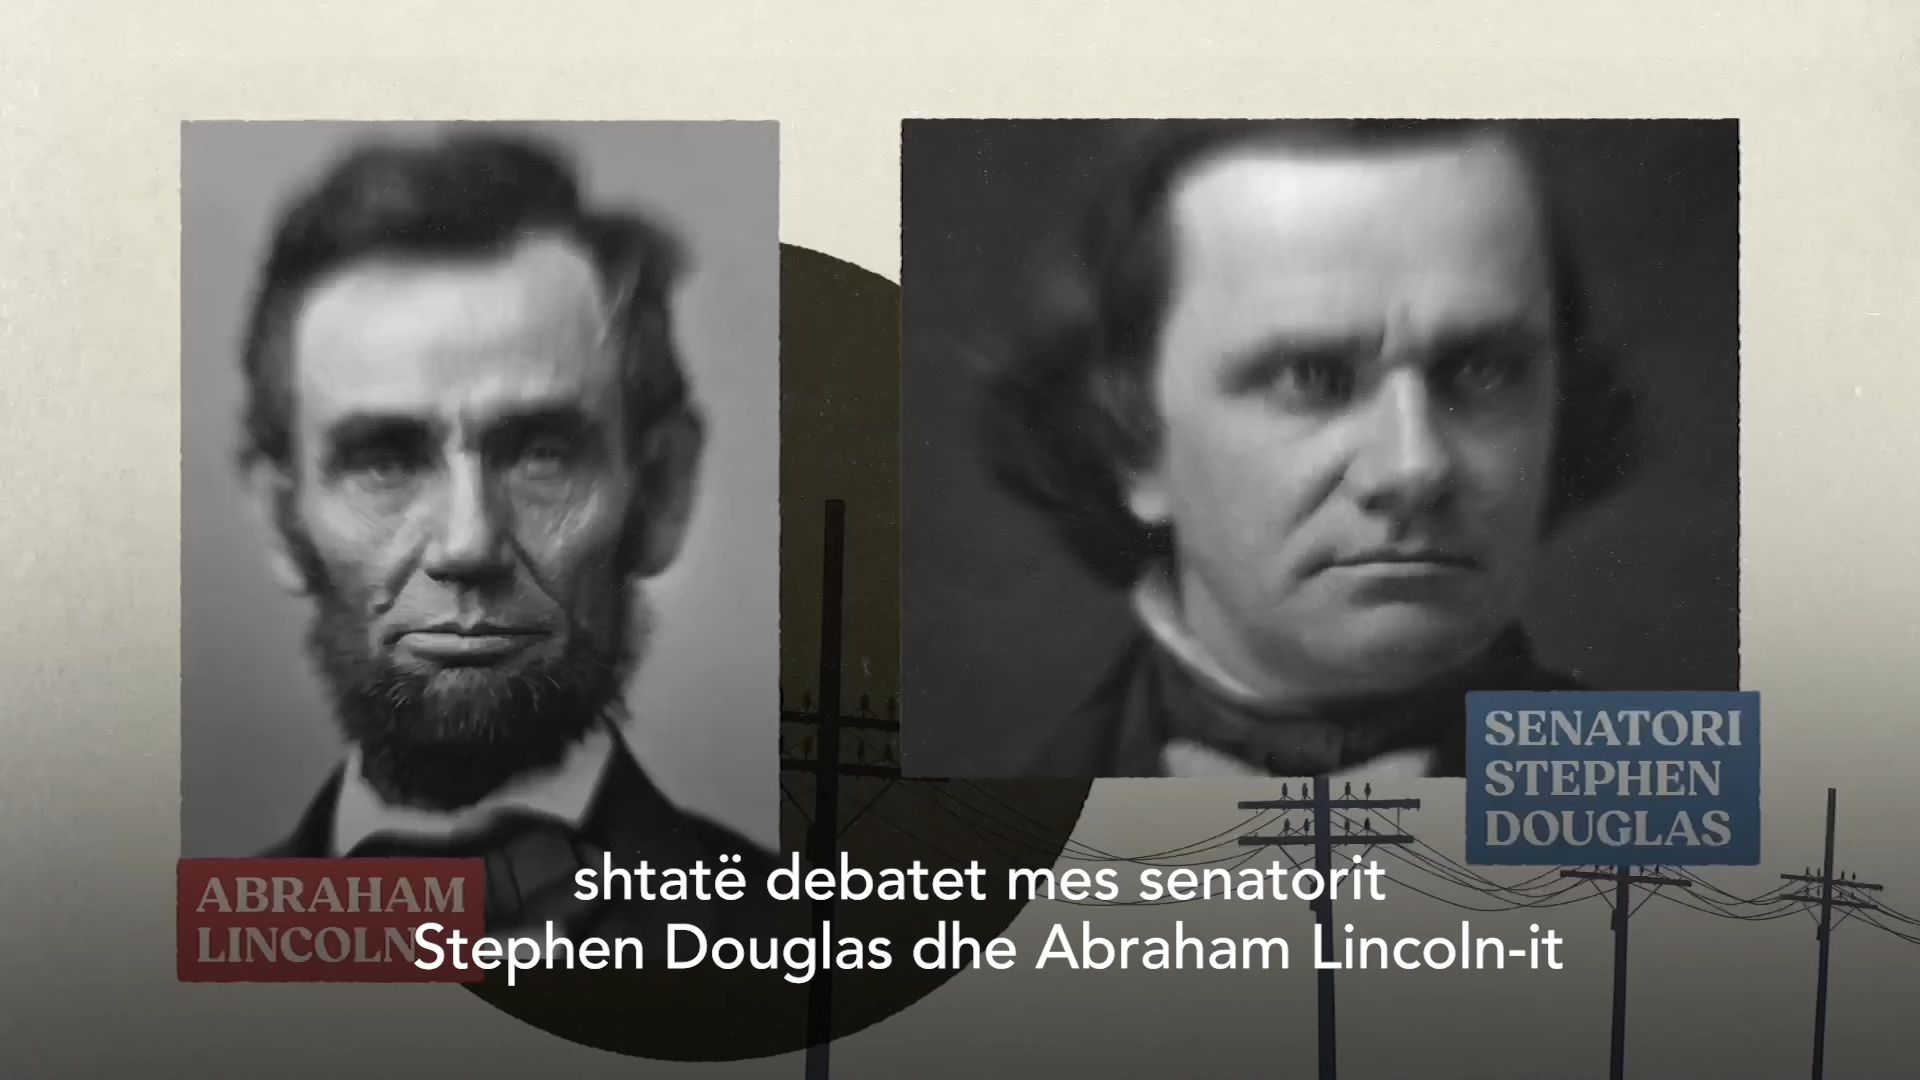 SENATORI
STEPHEN
DOUGLAS
ABRAHAM
LINCOLN
shtatë debatet mes senatorit
Stephen Douglas dhe Abraham Lincoln-it